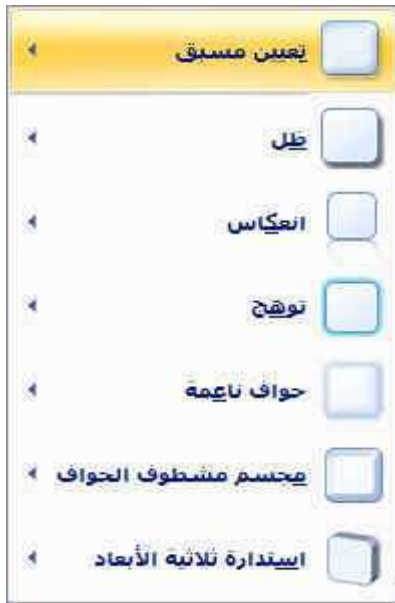 تعيين مسبق
ظل
انعكاس
توهج
حواف ناعمة
مجسم مشطوف الحواف
استدارة ثلاثية الأبعاد